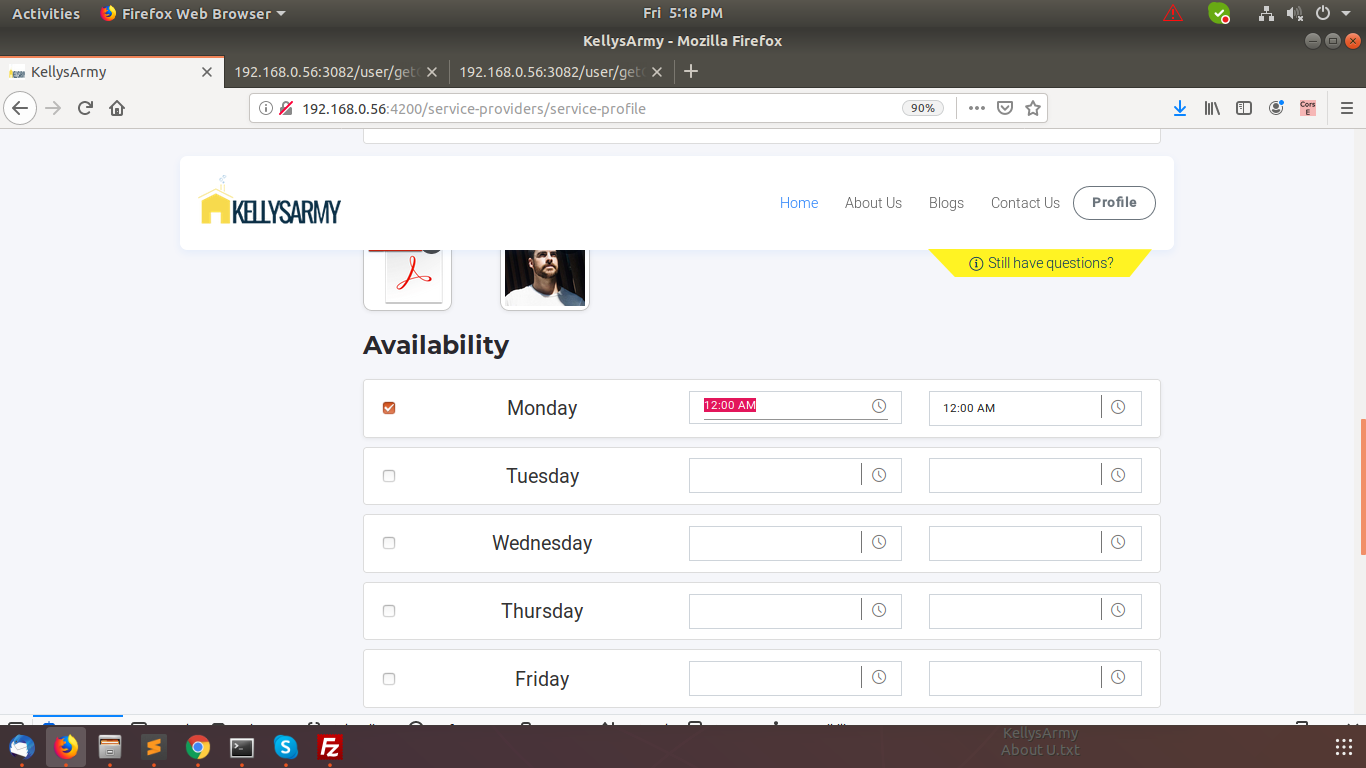 Activities Firefox Web Browser Fri 5:18 PM
KellysArmy - Mozilla Firefox
KellysArmy 192.168.0.56:3082/user/get 192.168.0.56:3082/user/get
192.168.0.56:4200/service-providers/service-profile 90% Cors E
KELLYSARMY Home About Us Blogs Contact Us Profile
Still have questions?
Availability
Monday 12:00 AM 12:00 AM
Tuesday
Wednesday
Thursday
Friday
KellysArmy
About U.txt